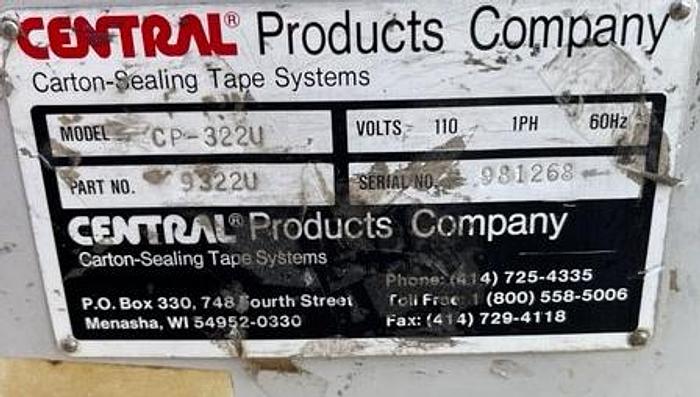 CENTRAL® Products Company
Carton-Sealing Tape Systems
MODEL CP-322U VOLTS 110 1PH 60Hz
PART NO. 9322U SERIAL NO. 981268
CENTRAL® Products Company
Carton-Sealing Tape Systems
P.O. Box 330, 748 Fourth Street
Menasha, WI 54952-0330
Phone: (414) 725-4335
Toll Free: 1 (800) 558-5006
Fax: (414) 729-4118